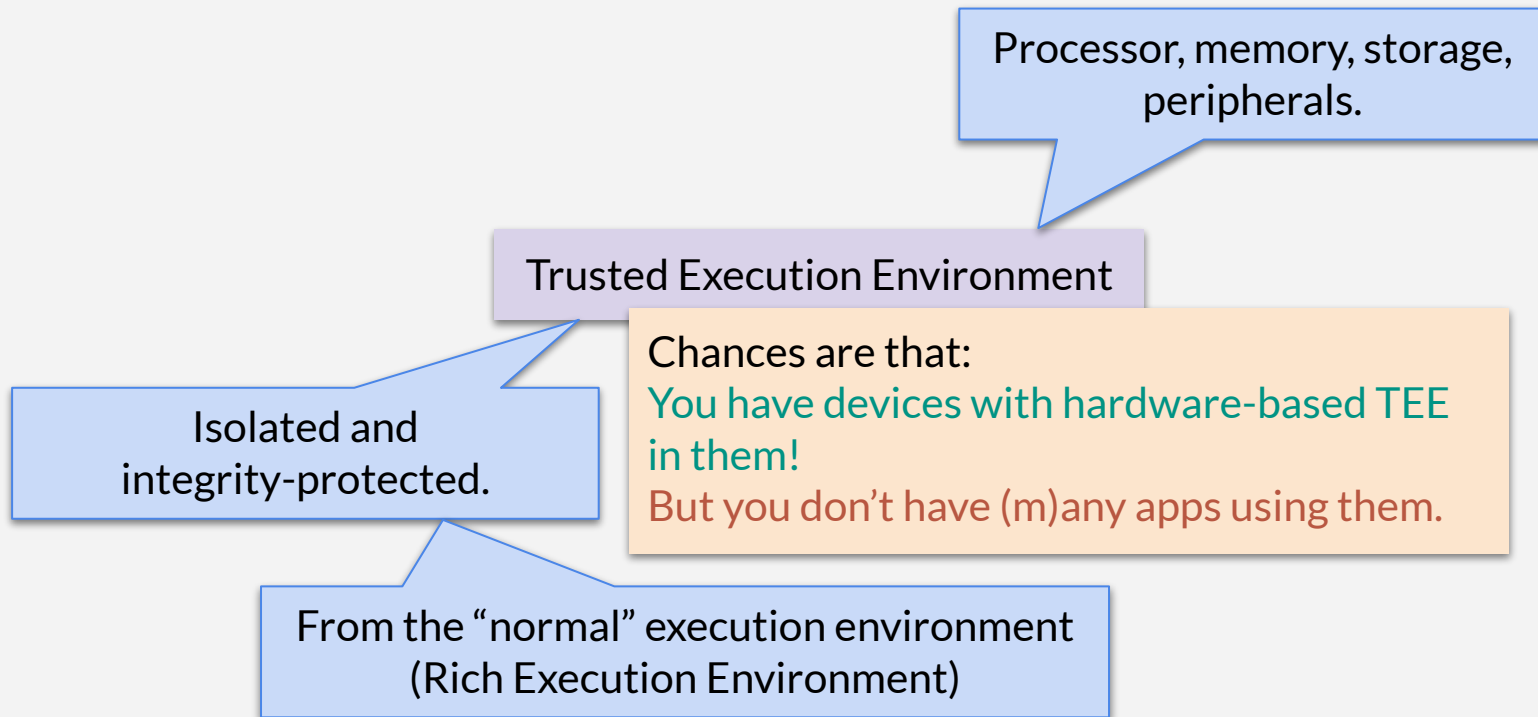 Processor, memory, storage,
peripherals.
Trusted Execution Environment
Chances are that:
You have devices with hardware-based TEE
in them!
But you don’t have (m)any apps using them.
Isolated and
integrity-protected.
From the “normal” execution environment
(Rich Execution Environment)